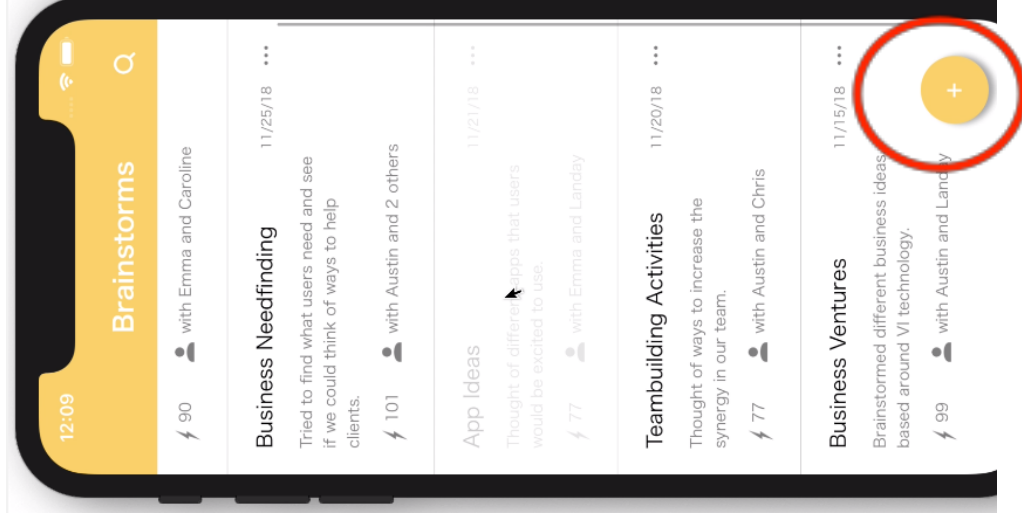 12:09
Brainstorms
90 with Emma and Caroline
Business Needfinding 11/25/18
Tried to find what users need and see
if we could think of ways to help
clients.
101 with Austin and 2 others
App Ideas 11/21/18
Thought of different apps that users
would be excited to use.
77 with Emma and Landay
Teambuilding Activities 11/20/18
Thought of ways to increase the
synergy in our team.
77 with Austin and Chris
Business Ventures 11/15/18
Brainstormed different business ideas
based around VI technology.
99 with Austin and Landay
+